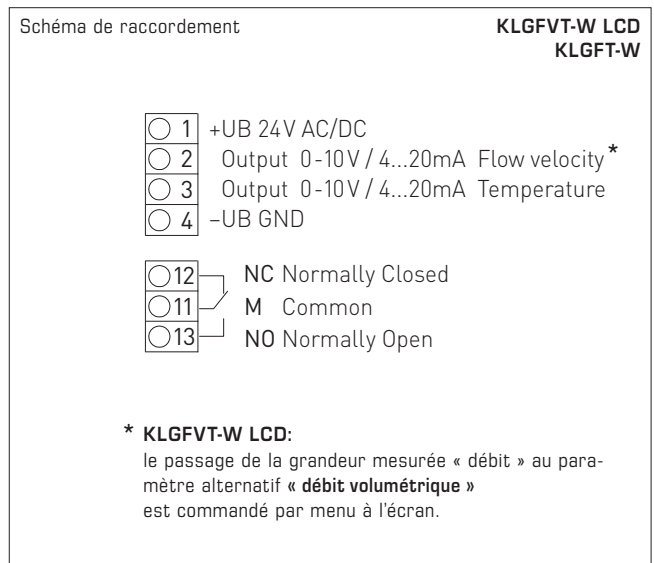 Schéma de raccordement KLGFVT-W LCD
KLGFT-W
1 +UB 24V AC/DC
2 Output 0-10V / 4...20mA Flow velocity*
3 Output 0-10V / 4...20mA Temperature
4 –UB GND
12 NC Normally Closed
11 M Common
13 NO Normally Open
* KLGFVT-W LCD:
le passage de la grandeur mesurée « débit » au para-
mètre alternatif « débit volumétrique »
est commandé par menu à l'écran.